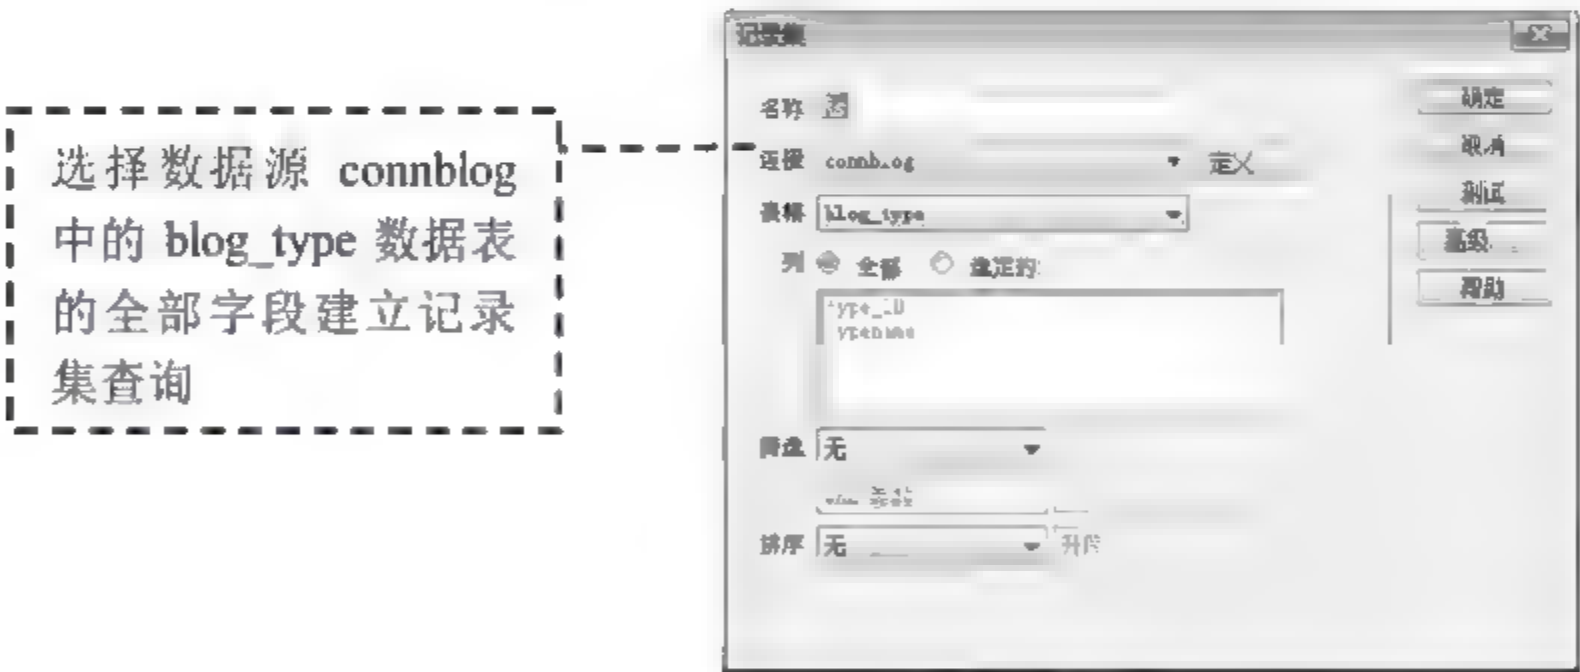 选择数据源 connblog
中的 blog_type 数据表
的全部字段建立记录
集查询
记录集
名称
连接 connblog 定义
表格 blog_type
列 全部 选定的:
筛选 无
排序 无 升序
确定
取消
测试
高级...
帮助